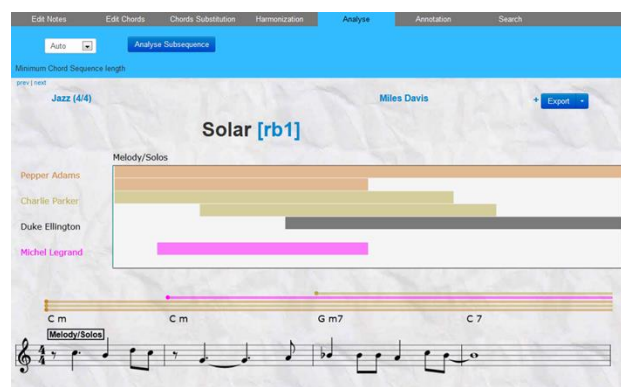 Edit Notes Edit Chords Chords Substitution Harmonization Analyse Annotation Search
Auto Analyse Subsequence
Minimum Chord Sequence length
prev | next
Jazz (4/4) Miles Davis + Export
Solar [rb1]
Melody/Solos
Pepper Adams
Charlie Parker
Duke Ellington
Michel Legrand
C m C m G m7 C 7
Melody/Solos
4
4